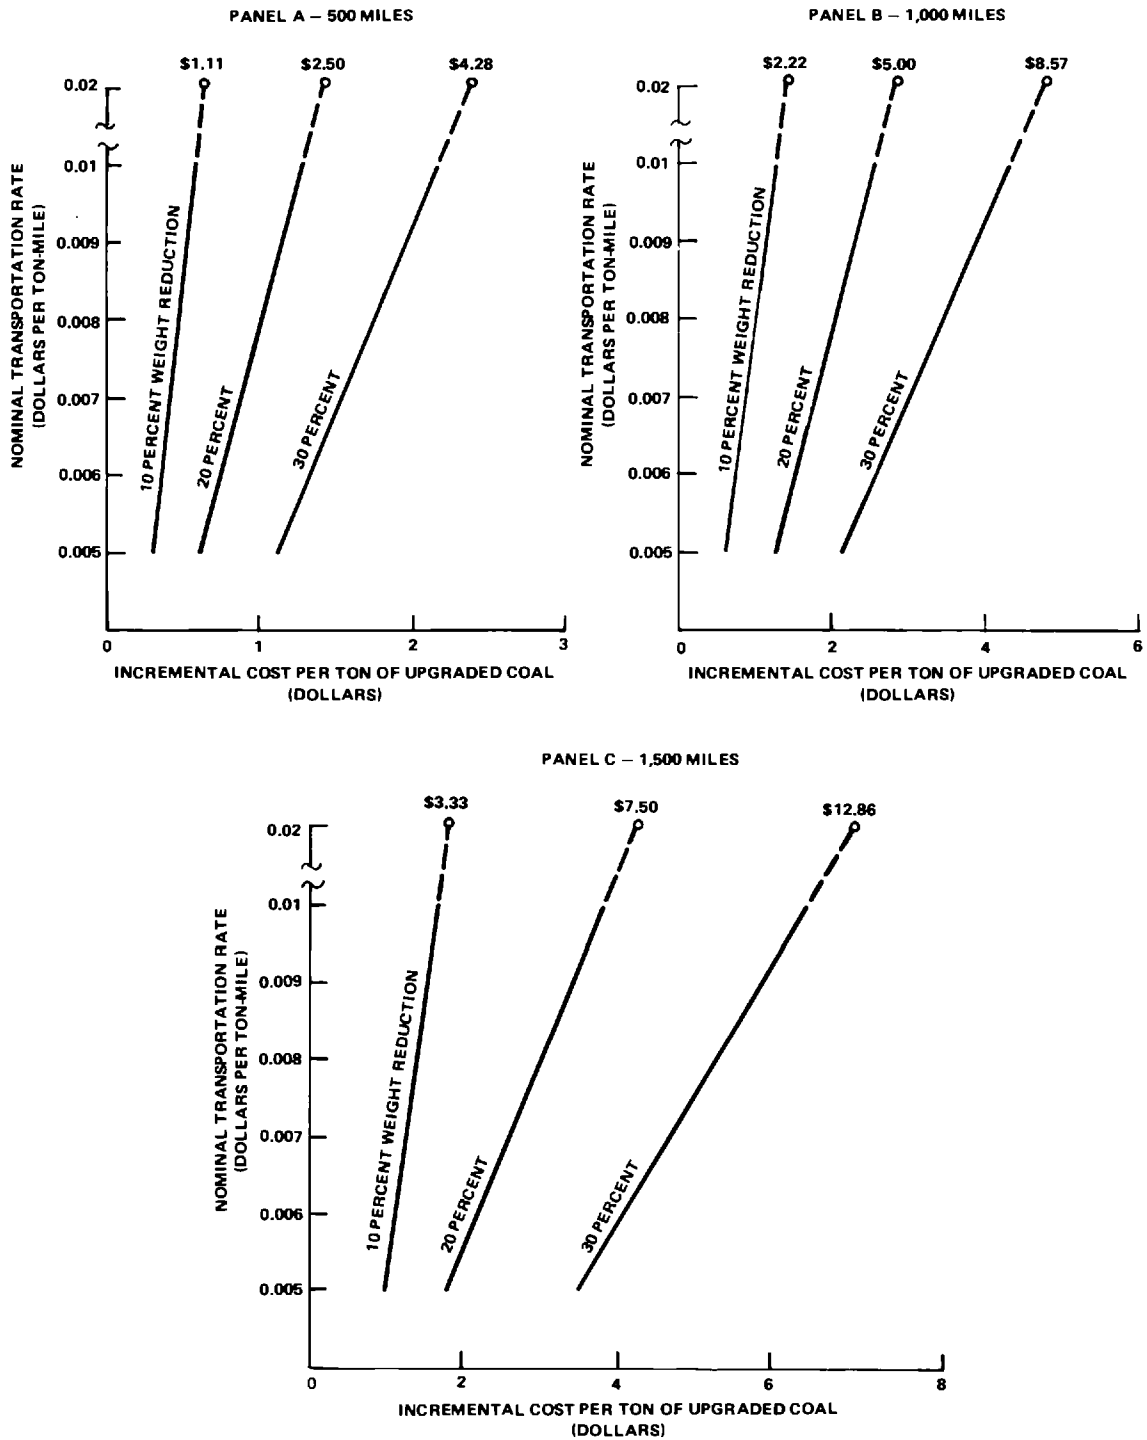 PANEL A – 500 MILES
$1.11
$2.50
$4.28
0.02
0.01
0.009
0.008
0.007
0.006
0.005
NOMINAL TRANSPORTATION RATE
(DOLLARS PER TON-MILE)
10 PERCENT WEIGHT REDUCTION
20 PERCENT
30 PERCENT
0
1
2
3
INCREMENTAL COST PER TON OF UPGRADED COAL
(DOLLARS)
PANEL B – 1,000 MILES
$2.22
$5.00
$8.57
0.02
0.01
0.009
0.008
0.007
0.006
0.005
NOMINAL TRANSPORTATION RATE
(DOLLARS PER TON-MILE)
10 PERCENT WEIGHT REDUCTION
20 PERCENT
30 PERCENT
0
2
4
6
INCREMENTAL COST PER TON OF UPGRADED COAL
(DOLLARS)
PANEL C – 1,500 MILES
$3.33
$7.50
$12.86
0.02
0.01
0.009
0.008
0.007
0.006
0.005
NOMINAL TRANSPORTATION RATE
(DOLLARS PER TON-MILE)
10 PERCENT WEIGHT REDUCTION
20 PERCENT
30 PERCENT
0
2
4
6
8
INCREMENTAL COST PER TON OF UPGRADED COAL
(DOLLARS)